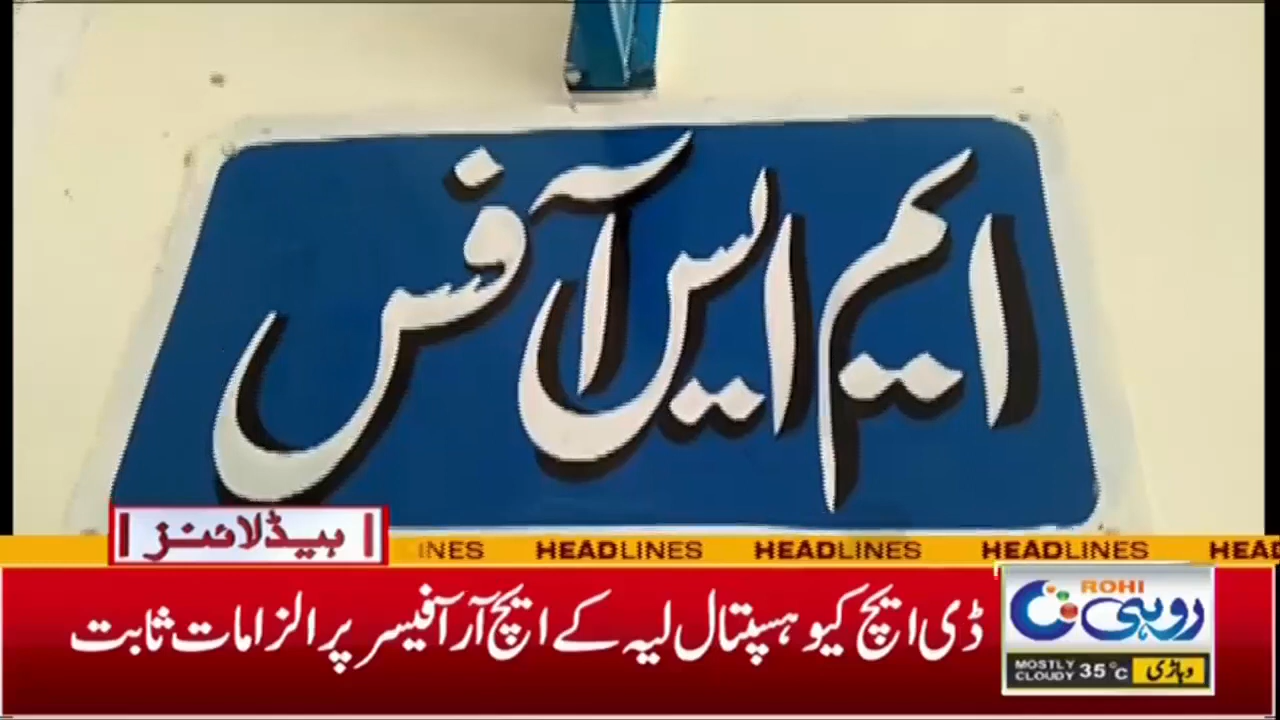 ایم ایس آفس
ہیڈلائنز
INES HEADLINES HEADLINES HEADLINES HEAD
ڈی ایچ کیو ہسپتال لیہ کے ایچ آر آفیسر پر الزامات ثابت
ROHI
روہی
MOSTLY CLOUDY 35°C وہاڑی